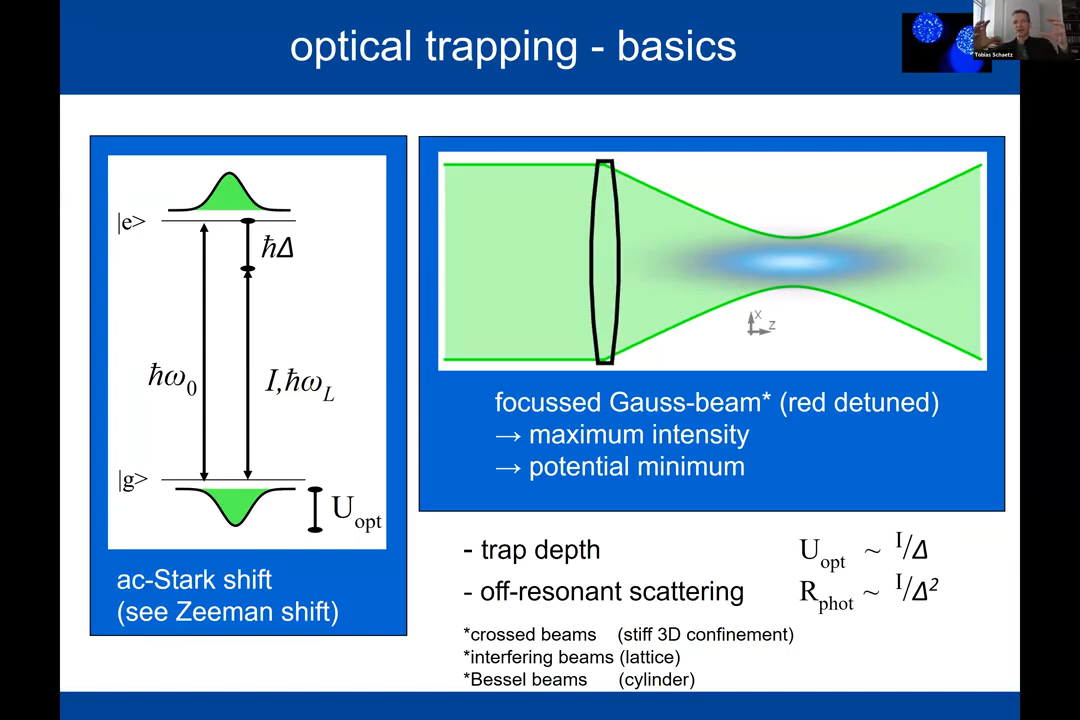 optical trapping - basics
Tobias Schaetz
|e>
ħΔ
ħω0
I,ħωL
|g>
Uopt
ac-Stark shift
(see Zeeman shift)
x
z
focussed Gauss-beam* (red detuned)
→ maximum intensity
→ potential minimum
- trap depth Uopt ~ I/Δ
- off-resonant scattering Rphot ~ I/Δ²
*crossed beams (stiff 3D confinement)
*interfering beams (lattice)
*Bessel beams (cylinder)